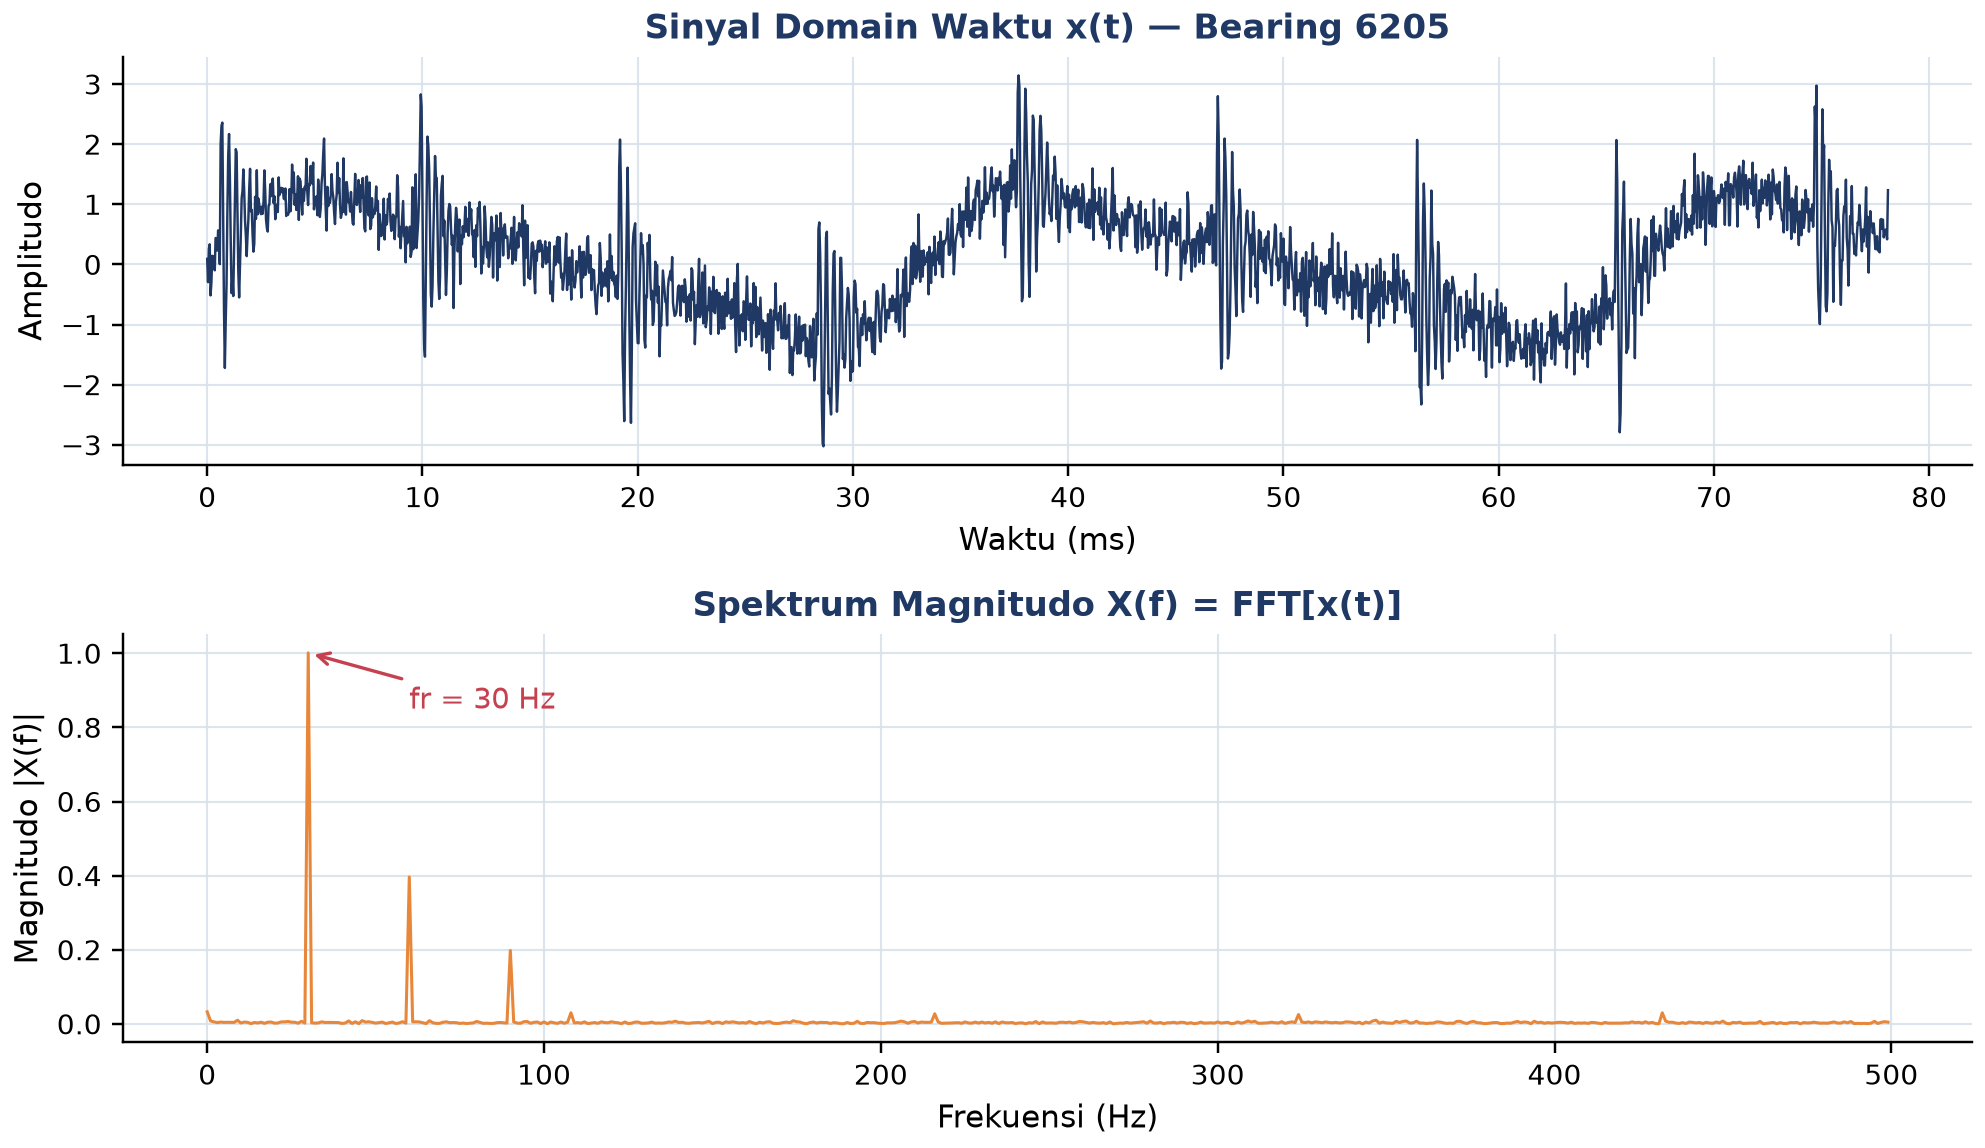 Sinyal Domain Waktu x(t) — Bearing 6205
Amplitudo
3
2
1
0
−1
−2
−3
0 10 20 30 40 50 60 70 80
Waktu (ms)
Spektrum Magnitudo X(f) = FFT[x(t)]
Magnitudo |X(f)|
1.0
0.8
0.6
0.4
0.2
0.0
fr = 30 Hz
0 100 200 300 400 500
Frekuensi (Hz)